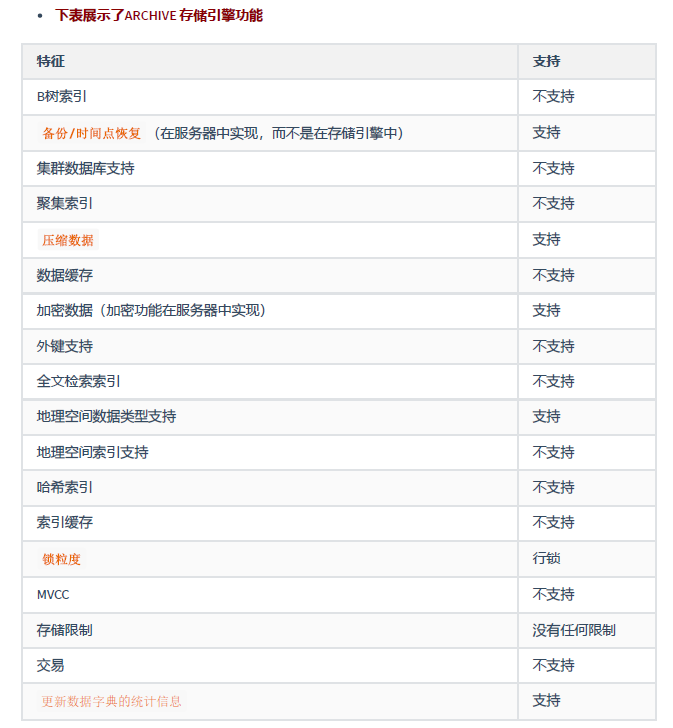 • 下表展示了ARCHIVE 存储引擎功能
特征 支持
B树索引 不支持
备份/时间点恢复 （在服务器中实现，而不是在存储引擎中） 支持
集群数据库支持 不支持
聚集索引 不支持
压缩数据 支持
数据缓存 不支持
加密数据（加密功能在服务器中实现） 支持
外键支持 不支持
全文检索索引 不支持
地理空间数据类型支持 支持
地理空间索引支持 不支持
哈希索引 不支持
索引缓存 不支持
锁粒度 行锁
MVCC 不支持
存储限制 没有任何限制
交易 不支持
更新数据字典的统计信息 支持